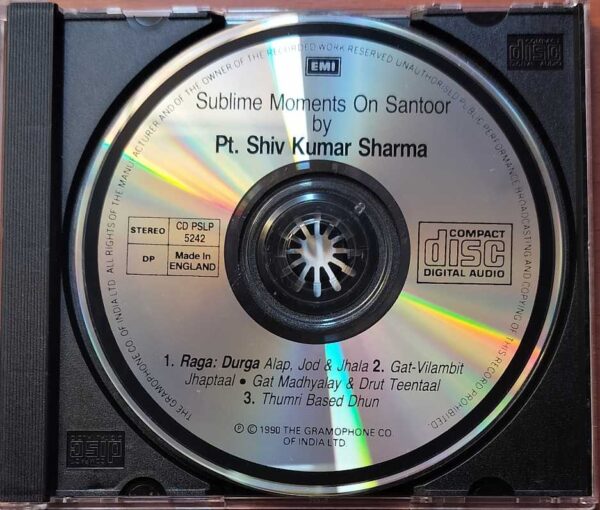 EMI
Sublime Moments On Santoor
by
Pt. Shiv Kumar Sharma
STEREO
CD PSLP
5242
DP
Made in
ENGLAND
COMPACT
disc
DIGITAL AUDIO
1. Raga: Durga Alap, Jod & Jhala 2. Gat-Vilambit
Jhaptaal • Gat Madhyalay & Drut Teentaal
3. Thumri Based Dhun
℗ © 1990 THE GRAMOPHONE CO.
OF INDIA LTD.
THE GRAMOPHONE CO. OF INDIA LTD. ALL RIGHTS OF THE MANUFACTURER AND OF THE OWNER OF THE RECORDED WORK RESERVED UNAUTHORISED PUBLIC PERFORMANCE BROADCASTING AND COPYING OF THIS RECORD PROHIBITED.
COMPACT
disc
DIGITAL AUDIO
COMPACT
disc
DIGITAL AUDIO